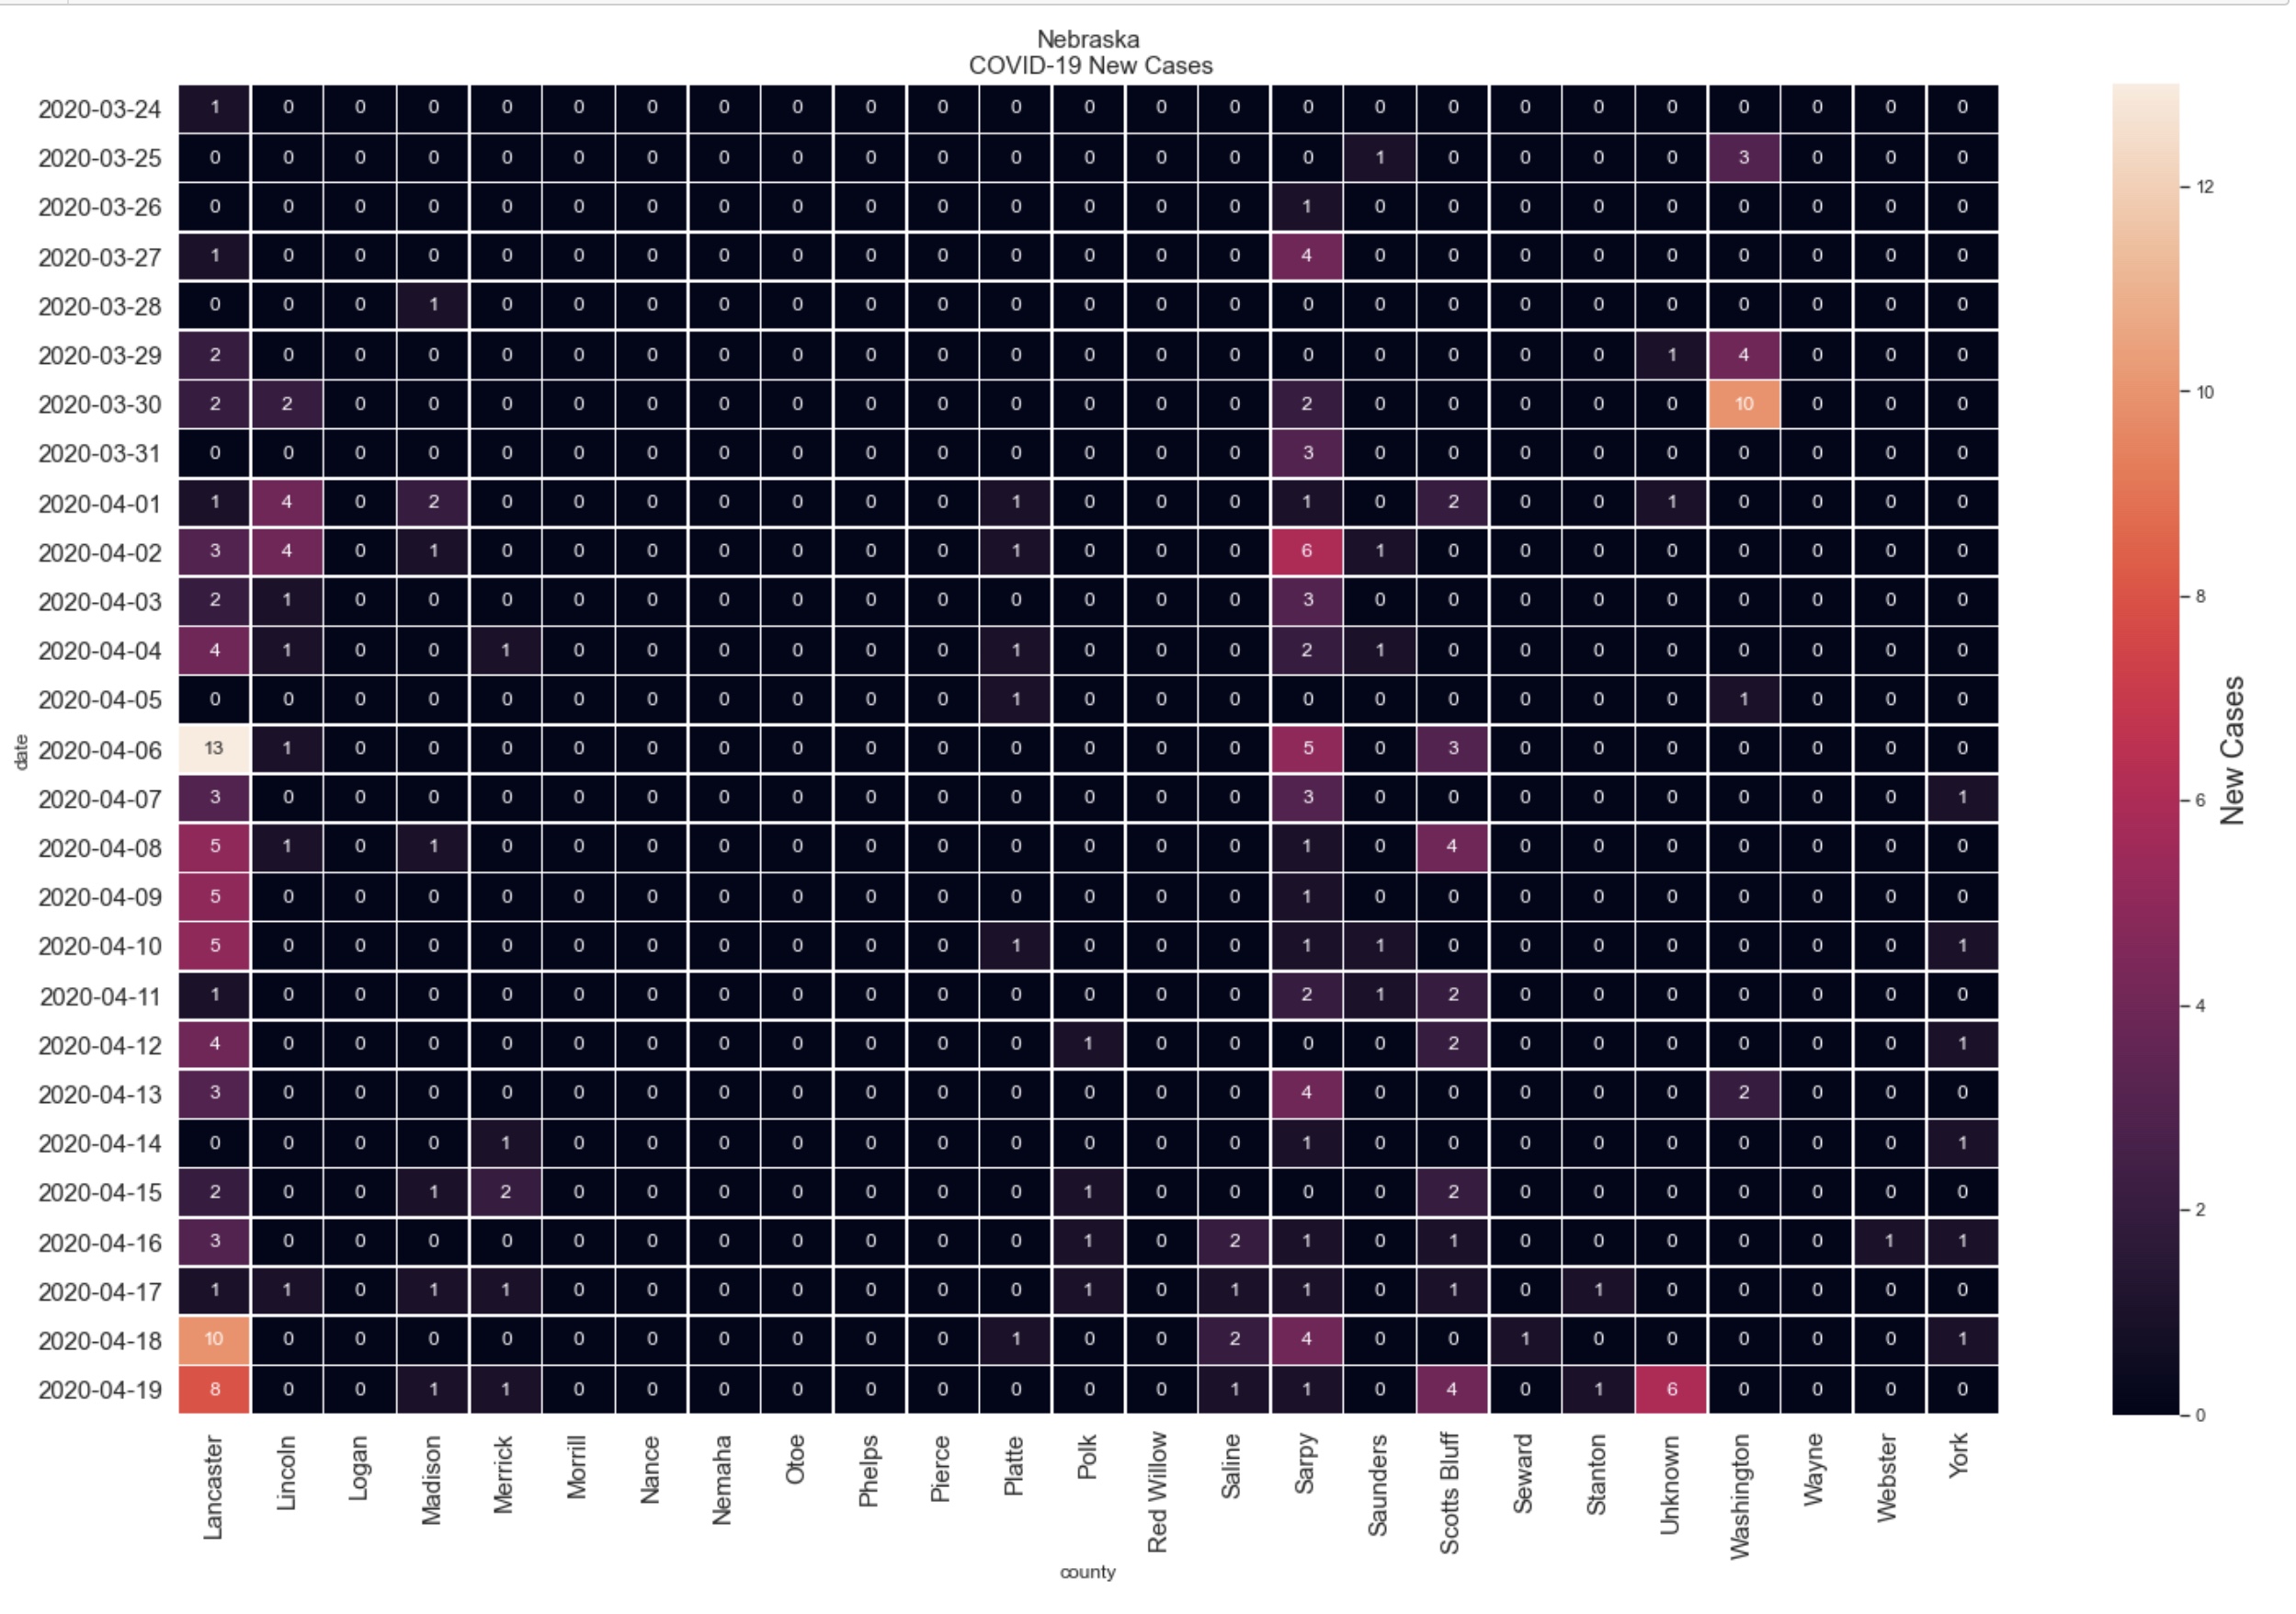 Nebraska
COVID-19 New Cases
2020-03-24 1 0 0 0 0 0 0 0 0 0 0 0 0 0 0 0 0 0 0 0 0 0 0 0 0
2020-03-25 0 0 0 0 0 0 0 0 0 0 0 0 0 0 0 0 1 0 0 0 0 3 0 0 0
2020-03-26 0 0 0 0 0 0 0 0 0 0 0 0 0 0 0 1 0 0 0 0 0 0 0 0 0
2020-03-27 1 0 0 0 0 0 0 0 0 0 0 0 0 0 0 4 0 0 0 0 0 0 0 0 0
2020-03-28 0 0 0 1 0 0 0 0 0 0 0 0 0 0 0 0 0 0 0 0 0 0 0 0 0
2020-03-29 2 0 0 0 0 0 0 0 0 0 0 0 0 0 0 0 0 0 0 0 1 4 0 0 0
2020-03-30 2 2 0 0 0 0 0 0 0 0 0 0 0 0 0 2 0 0 0 0 0 10 0 0 0
2020-03-31 0 0 0 0 0 0 0 0 0 0 0 0 0 0 0 3 0 0 0 0 0 0 0 0 0
2020-04-01 1 4 0 2 0 0 0 0 0 0 0 1 0 0 0 1 0 2 0 0 1 0 0 0 0
2020-04-02 3 4 0 1 0 0 0 0 0 0 0 1 0 0 0 6 1 0 0 0 0 0 0 0 0
2020-04-03 2 1 0 0 0 0 0 0 0 0 0 0 0 0 0 3 0 0 0 0 0 0 0 0 0
2020-04-04 4 1 0 0 1 0 0 0 0 0 0 1 0 0 0 2 1 0 0 0 0 0 0 0 0
2020-04-05 0 0 0 0 0 0 0 0 0 0 0 1 0 0 0 0 0 0 0 0 0 1 0 0 0
2020-04-06 13 1 0 0 0 0 0 0 0 0 0 0 0 0 0 5 0 3 0 0 0 0 0 0 0
2020-04-07 3 0 0 0 0 0 0 0 0 0 0 0 0 0 0 3 0 0 0 0 0 0 0 0 1
2020-04-08 5 1 0 1 0 0 0 0 0 0 0 0 0 0 0 1 0 4 0 0 0 0 0 0 0
2020-04-09 5 0 0 0 0 0 0 0 0 0 0 0 0 0 0 1 0 0 0 0 0 0 0 0 0
2020-04-10 5 0 0 0 0 0 0 0 0 0 0 1 0 0 0 1 1 0 0 0 0 0 0 0 1
2020-04-11 1 0 0 0 0 0 0 0 0 0 0 0 0 0 0 2 1 2 0 0 0 0 0 0 0
2020-04-12 4 0 0 0 0 0 0 0 0 0 0 0 1 0 0 0 0 2 0 0 0 0 0 0 1
2020-04-13 3 0 0 0 0 0 0 0 0 0 0 0 0 0 0 4 0 0 0 0 0 2 0 0 0
2020-04-14 0 0 0 0 1 0 0 0 0 0 0 0 0 0 0 1 0 0 0 0 0 0 0 0 1
2020-04-15 2 0 0 1 2 0 0 0 0 0 0 0 1 0 0 0 0 2 0 0 0 0 0 0 0
2020-04-16 3 0 0 0 0 0 0 0 0 0 0 0 1 0 2 1 0 1 0 0 0 0 0 1 1
2020-04-17 1 1 0 1 1 0 0 0 0 0 0 0 1 0 1 1 0 1 0 1 0 0 0 0 0
2020-04-18 10 0 0 0 0 0 0 0 0 0 0 1 0 0 2 4 0 0 1 0 0 0 0 0 1
2020-04-19 8 0 0 1 1 0 0 0 0 0 0 0 0 0 1 1 0 4 0 1 6 0 0 0 0
date
Lancaster
Lincoln
Logan
Madison
Merrick
Morrill
Nance
Nemaha
Otoe
Phelps
Pierce
Platte
Polk
Red Willow
Saline
Sarpy
Saunders
Scotts Bluff
Seward
Stanton
Unknown
Washington
Wayne
Webster
York
county
12
10
8
6
4
2
0
New Cases